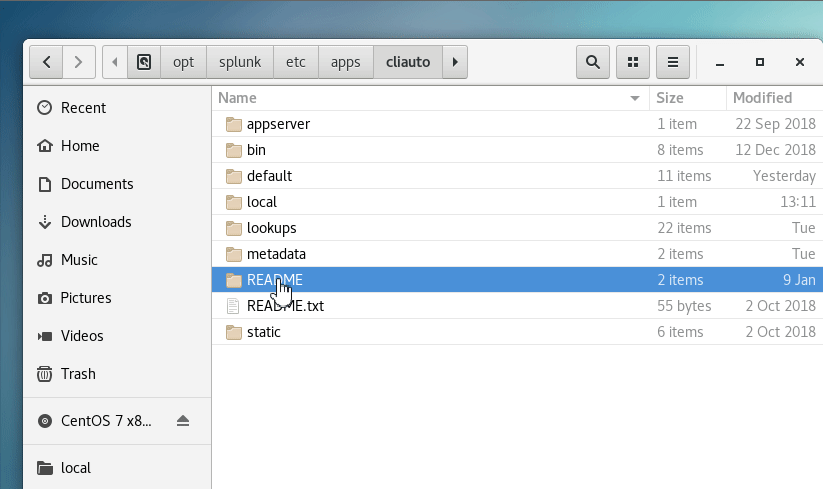 opt splunk etc apps cliauto
Name Size Modified
Recent
Home
Documents
Downloads
Music
Pictures
Videos
Trash
CentOS 7 x8...
local
appserver 1 item 22 Sep 2018
bin 8 items 12 Dec 2018
default 11 items Yesterday
local 1 item 13:11
lookups 22 items Tue
metadata 2 items Tue
README 2 items 9 Jan
README.txt 55 bytes 2 Oct 2018
static 6 items 2 Oct 2018